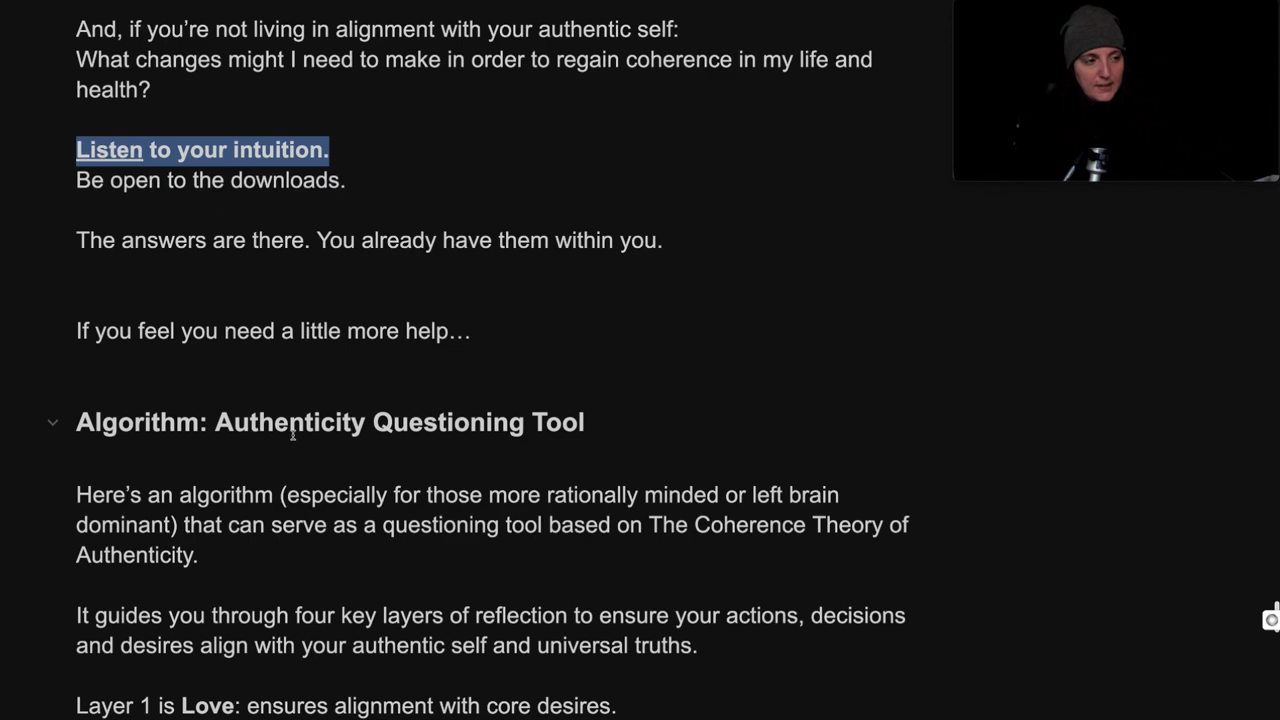 And, if you’re not living in alignment with your authentic self:
What changes might I need to make in order to regain coherence in my life and
health?
Listen to your intuition.
Be open to the downloads.
The answers are there. You already have them within you.
If you feel you need a little more help…
Algorithm: Authenticity Questioning Tool
Here’s an algorithm (especially for those more rationally minded or left brain
dominant) that can serve as a questioning tool based on The Coherence Theory of
Authenticity.
It guides you through four key layers of reflection to ensure your actions, decisions
and desires align with your authentic self and universal truths.
Layer 1 is Love: ensures alignment with core desires.